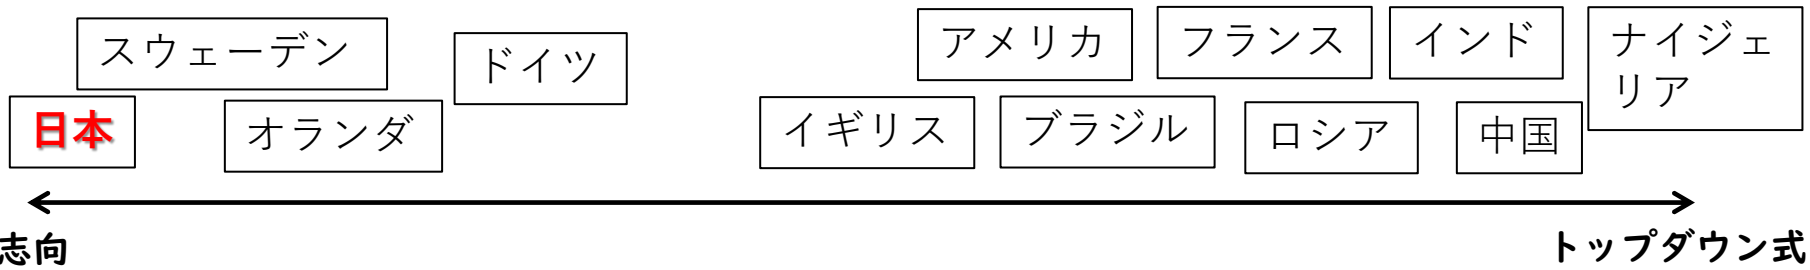 スウェーデン
ドイツ
アメリカ
フランス
インド
ナイジェ
リア
日本
オランダ
イギリス
ブラジル
ロシア
中国
志向
トップダウン式